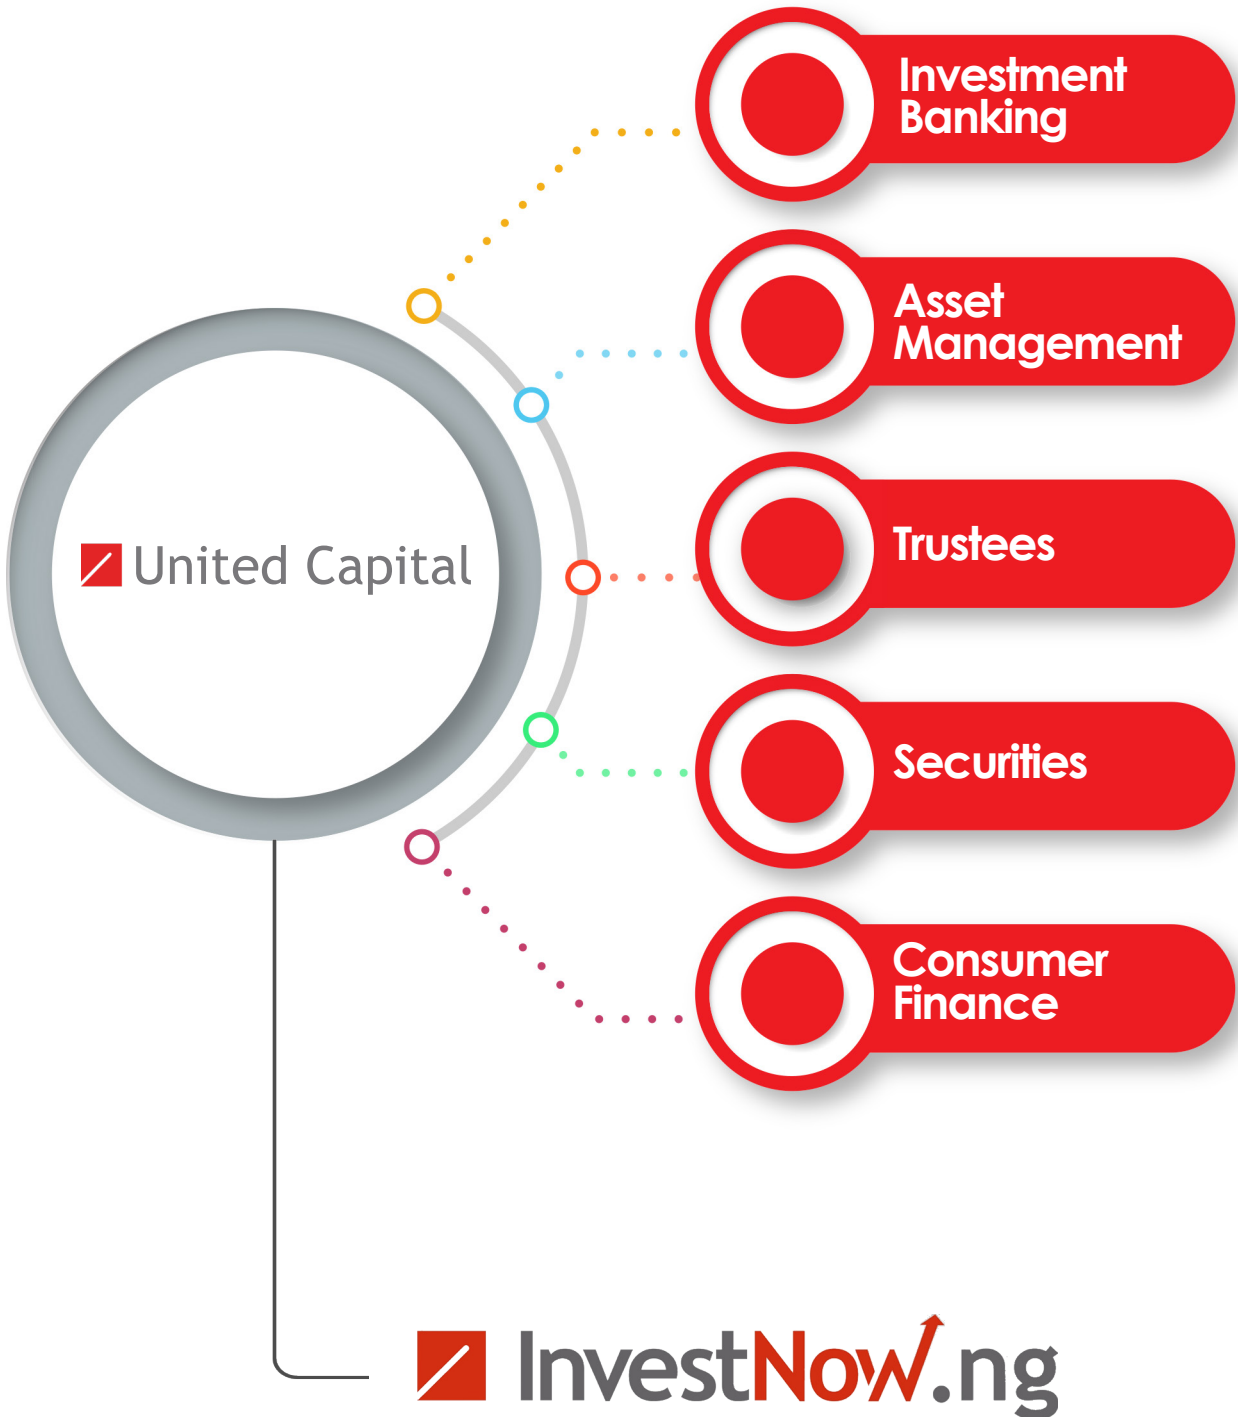 Investment
Banking
Asset
Management
Trustees
United Capital
Securities
Consumer
Finance
InvestNow.ng